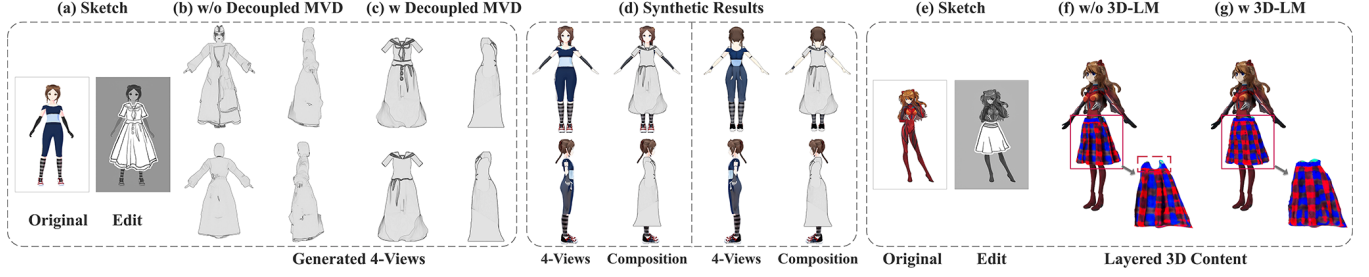 (a) Sketch
(b) w/o Decoupled MVD
(c) w Decoupled MVD
(d) Synthetic Results
(e) Sketch
(f) w/o 3D-LM
(g) w 3D-LM
Original
Edit
Generated 4-Views
4-Views
Composition
4-Views
Composition
Original
Edit
Layered 3D Content